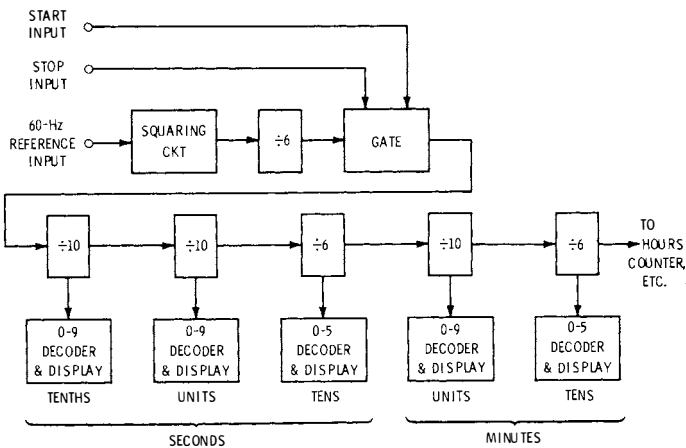 START
INPUT
STOP
INPUT
60-Hz
REFERENCE
INPUT
SQUARING
CKT
÷6
GATE
÷10
÷10
÷6
÷10
÷6
TO
HOURS
COUNTER,
ETC.
0-9
DECODER
& DISPLAY
0-9
DECODER
& DISPLAY
0-5
DECODER
& DISPLAY
0-9
DECODER
& DISPLAY
0-5
DECODER
& DISPLAY
TENTHS
UNITS
TENS
UNITS
TENS
SECONDS
MINUTES